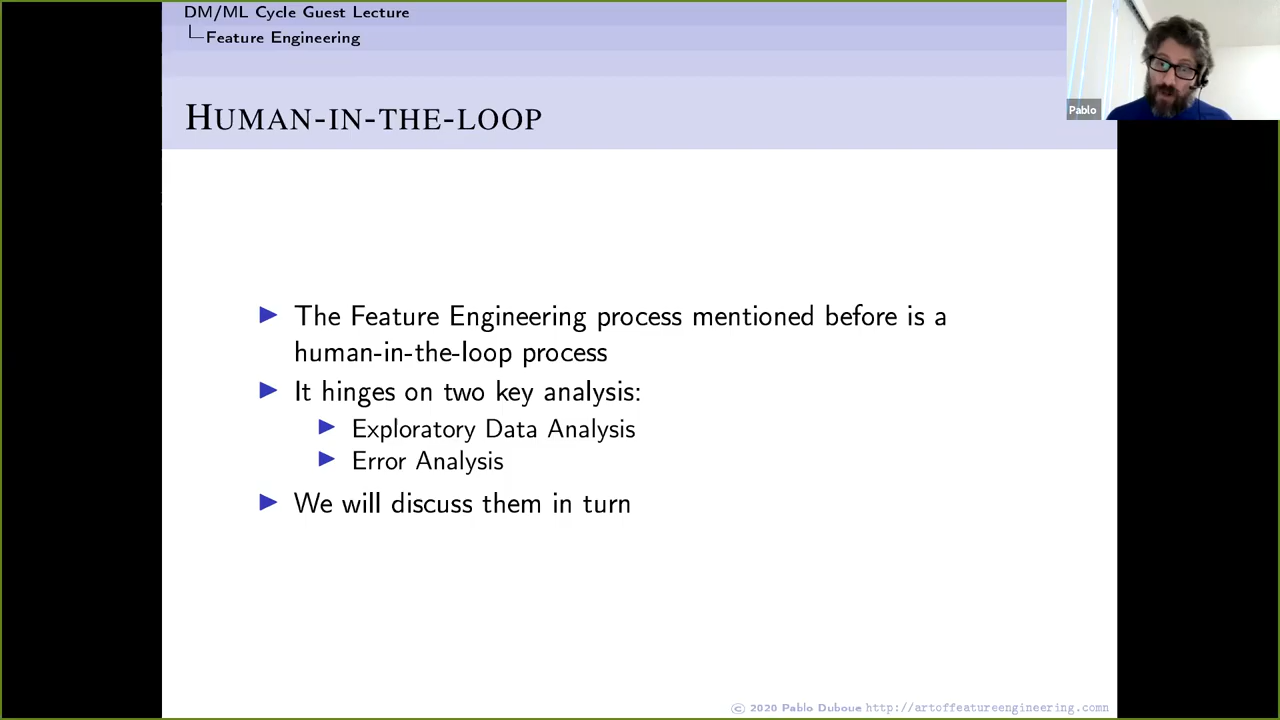 DM/ML Cycle Guest Lecture
Feature Engineering
HUMAN-IN-THE-LOOP
Pablo
The Feature Engineering process mentioned before is a
human-in-the-loop process
It hinges on two key analysis:
Exploratory Data Analysis
Error Analysis
We will discuss them in turn
© 2020 Pablo Duboue http://artoffeatureengineering.comn